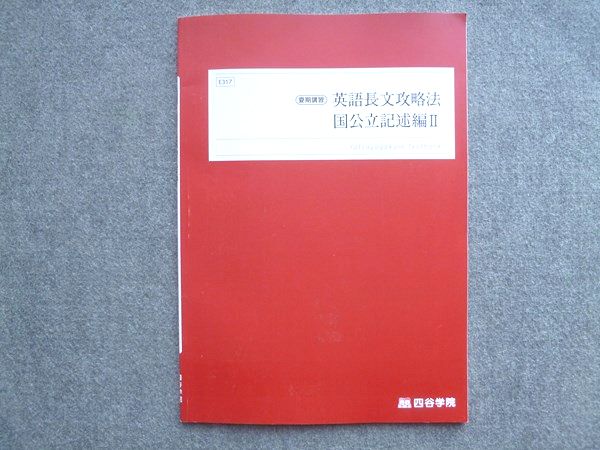 E317
夏期講習 英語長文攻略法
国公立記述編Ⅱ
四谷学院